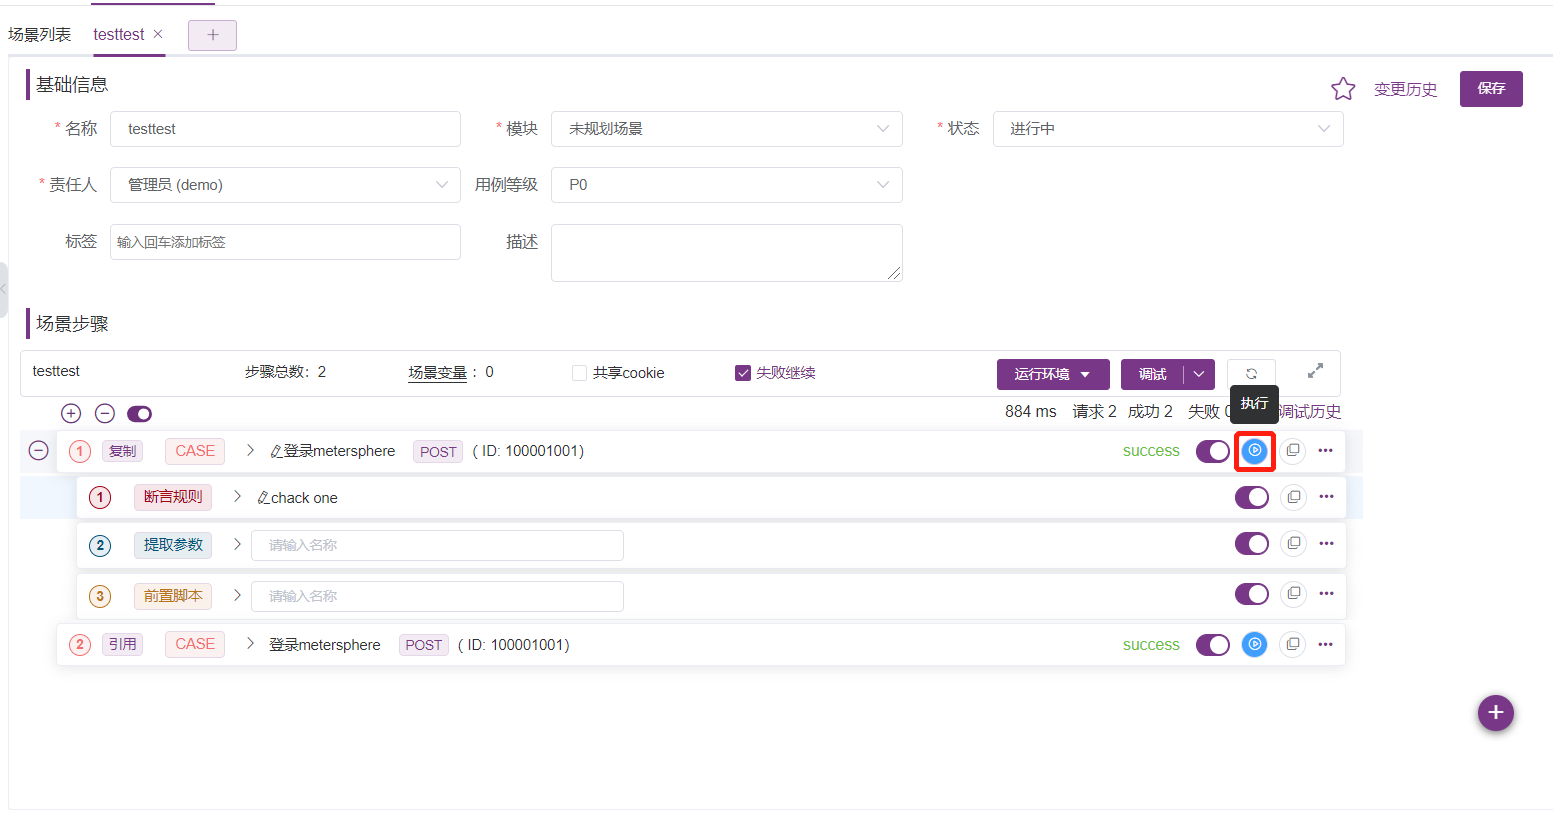 场景列表 testtest × +
基础信息
变更历史 保存
* 名称 testtest * 模块 未规划场景 * 状态 进行中
* 责任人 管理员 (demo) 用例等级 P0
标签 输入回车添加标签 描述
场景步骤
testtest 步骤总数：2 场景变量 ：0 共享cookie 失败继续 运行环境 调试
执行
884 ms 请求 2 成功 2 失败 调试历史
1 复制 CASE 登录metersphere POST ( ID: 100001001) success
1 断言规则 chack one
2 提取参数 请输入名称
3 前置脚本 请输入名称
2 引用 CASE 登录metersphere POST ( ID: 100001001) success